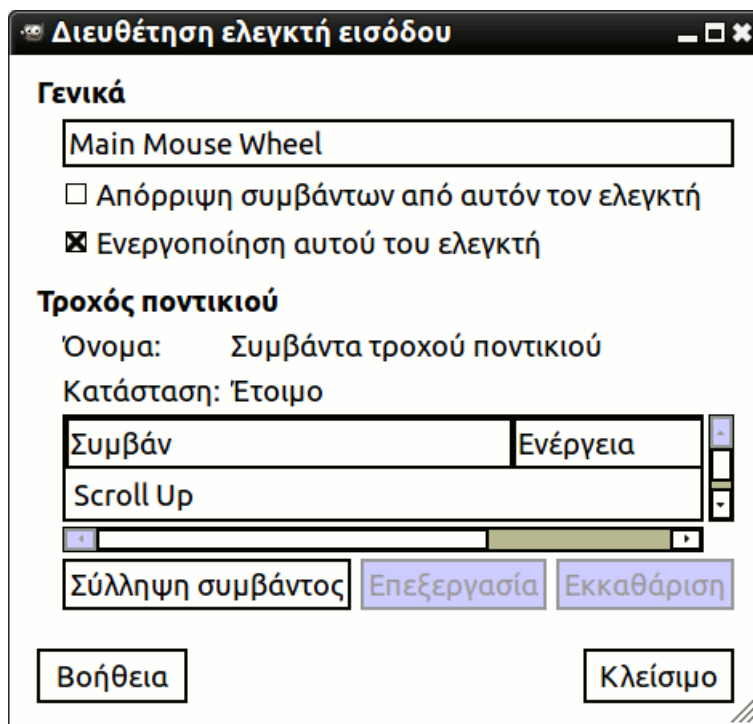 Διευθέτηση ελεγκτή εισόδου
Γενικά
Main Mouse Wheel
Απόρριψη συμβάντων από αυτόν τον ελεγκτή
Ενεργοποίηση αυτού του ελεγκτή
Τροχός ποντικιού
Όνομα: Συμβάντα τροχού ποντικιού
Κατάσταση: Έτοιμο
Συμβάν Ενέργεια
Scroll Up
Σύλληψη συμβάντος Επεξεργασία Εκκαθάριση
Βοήθεια Κλείσιμο